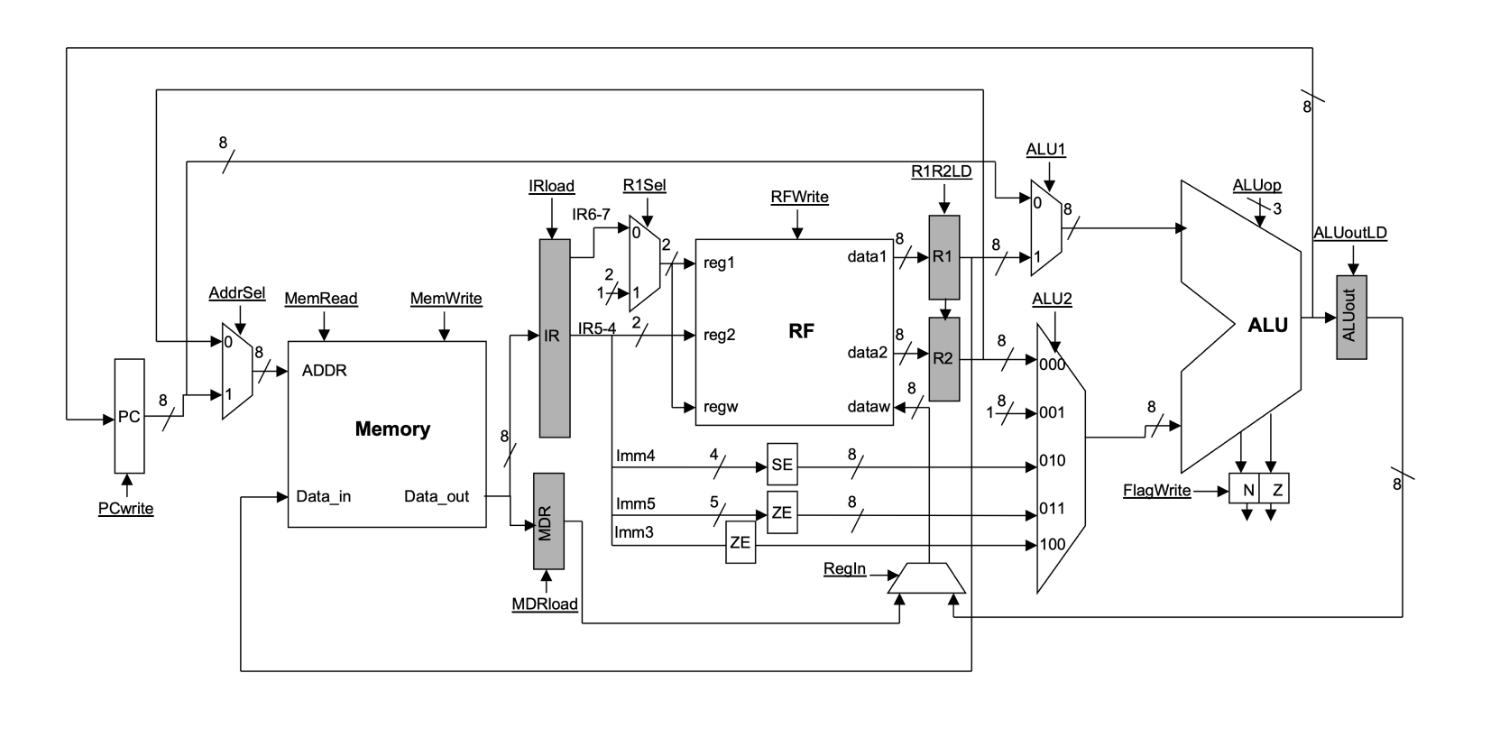 8
8
ALU1
R1R2LD
IRload
R1Sel
RFWrite
ALUop
3
IR6-7
0
0
8
ALUoutLD
2
8
8
reg1
data1
R1
1
2
1
1
AddrSel
MemRead
MemWrite
ALU2
0
8
IR
IR5-4
2
reg2
RF
8
data2
R2
8
000
ALU
ALUout
ADDR
1
8
PC
Memory
8
regw
dataw
8
1
8
001
8
Imm4
4
SE
8
010
Data_in
Data_out
MDR
Imm5
5
ZE
8
011
FlagWrite
N
Z
8
PCwrite
Imm3
ZE
100
RegIn
MDRload